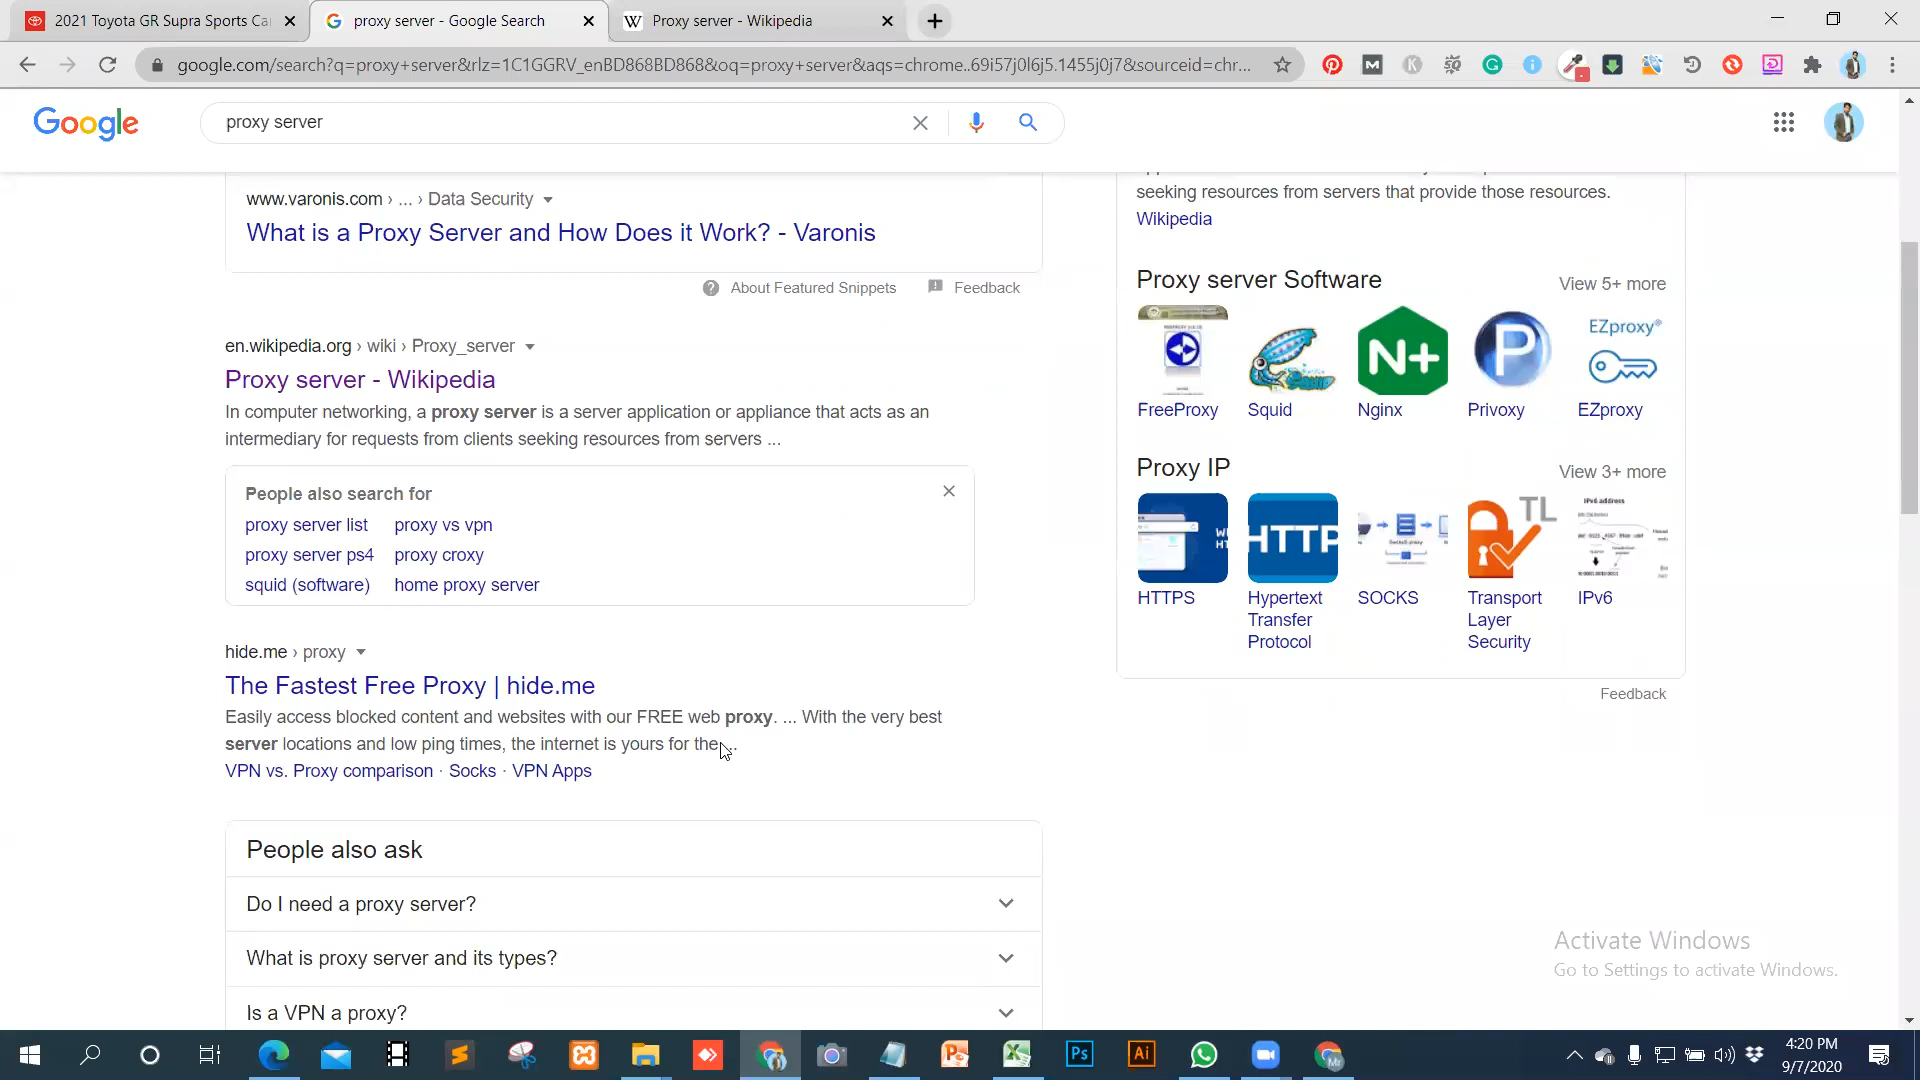 2021 Toyota GR Supra Sports Ca
proxy server - Google Search
Proxy server - Wikipedia
google.com/search?q=proxy+server&rlz=1C1GGRV_enBD868BD868&oq=proxy+server&aqs=chrome..69i57j0l6j5.1455j0j7&sourceid=chr...
Google
proxy server
www.varonis.com › ... › Data Security
What is a Proxy Server and How Does it Work? - Varonis
About Featured Snippets
Feedback
en.wikipedia.org › wiki › Proxy_server
Proxy server - Wikipedia
In computer networking, a proxy server is a server application or appliance that acts as an
intermediary for requests from clients seeking resources from servers ...
People also search for
proxy server list
proxy vs vpn
proxy server ps4
proxy croxy
squid (software)
home proxy server
hide.me › proxy
The Fastest Free Proxy | hide.me
Easily access blocked content and websites with our FREE web proxy. ... With the very best
server locations and low ping times, the internet is yours for the ...
VPN vs. Proxy comparison · Socks · VPN Apps
People also ask
Do I need a proxy server?
What is proxy server and its types?
Is a VPN a proxy?
seeking resources from servers that provide those resources.
Wikipedia
Proxy server Software
View 5+ more
N+
P
EZproxy
FreeProxy
Squid
Nginx
Privoxy
EZproxy
Proxy IP
View 3+ more
HTTP
TL
IPv6 address
HTTPS
Hypertext
Transfer
Protocol
SOCKS
Transport
Layer
Security
IPv6
Feedback
Activate Windows
Go to Settings to activate Windows.
Ps
Ai
4:20 PM
9/7/2020